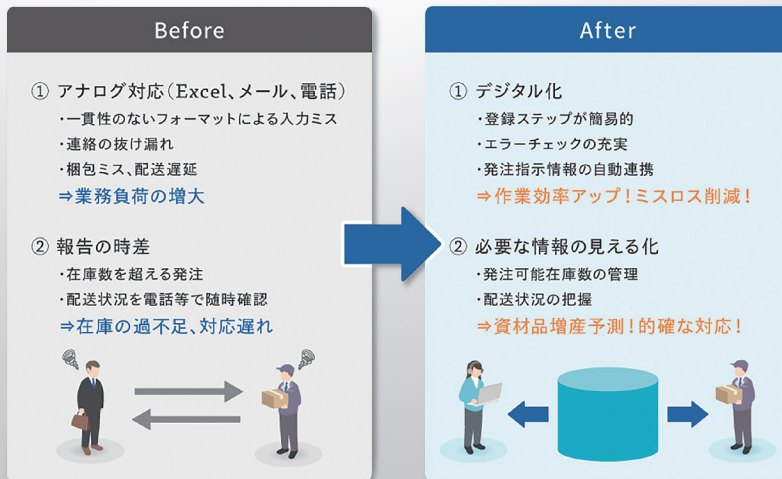 Before
① アナログ対応（Excel、メール、電話）
・一貫性のないフォーマットによる入力ミス
・連絡の抜け漏れ
・梱包ミス、配送遅延
⇒業務負荷の増大
② 報告の時差
・在庫数を超える発注
・配送状況を電話等で随時確認
⇒在庫の過不足、対応遅れ
After
① デジタル化
・登録ステップが簡易的
・エラーチェックの充実
・発注指示情報の自動連携
⇒作業効率アップ！ミスロス削減！
② 必要な情報の見える化
・発注可能在庫数の管理
・配送状況の把握
⇒資材品増産予測！的確な対応！